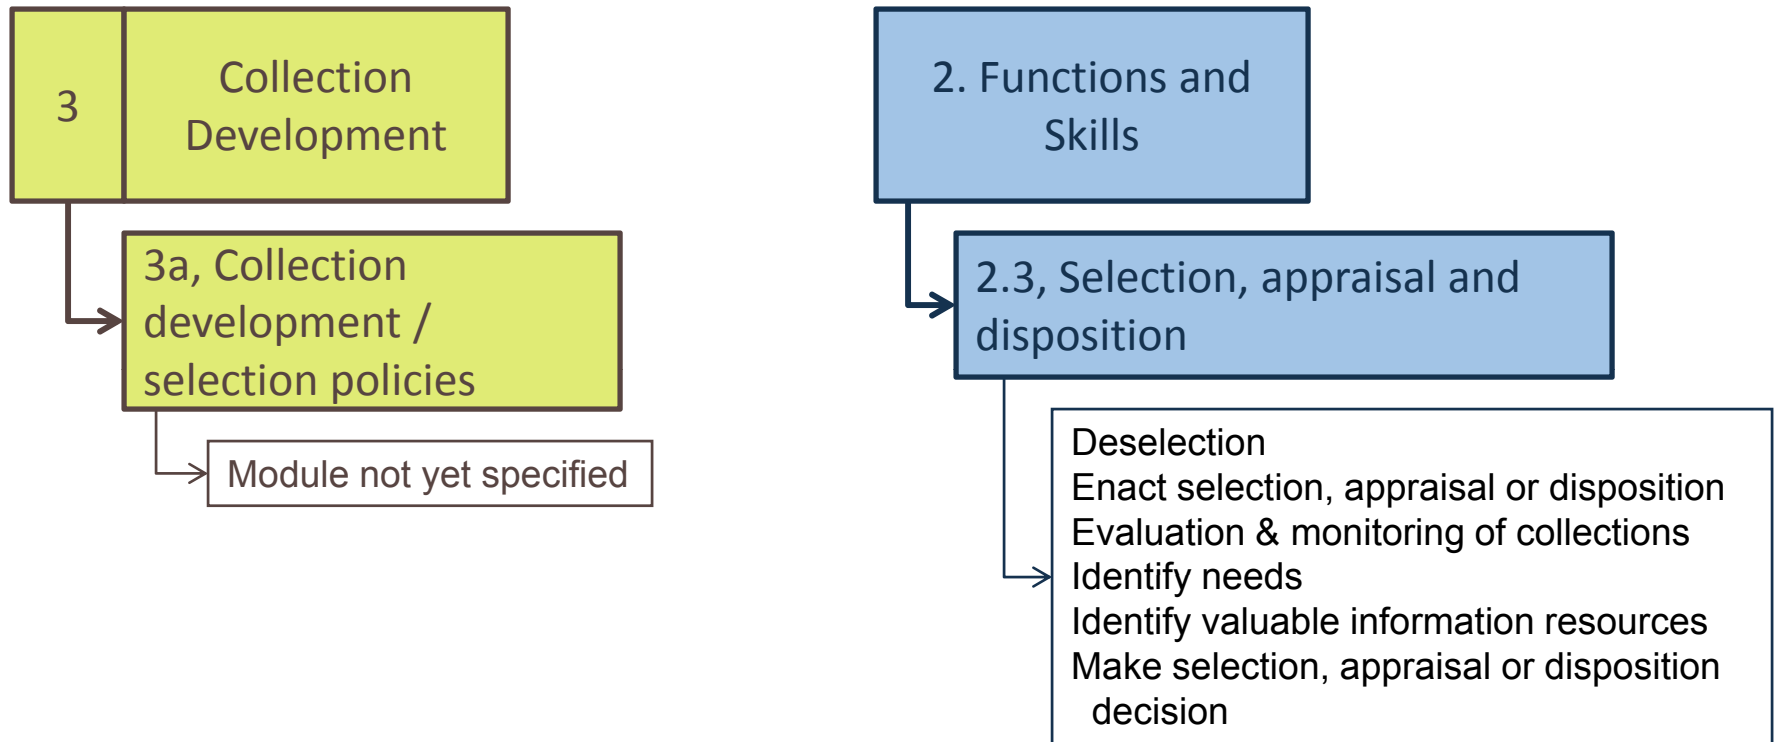 3
Collection
Development
3a, Collection
development /
selection policies
Module not yet specified
2. Functions and
Skills
2.3, Selection, appraisal and
disposition
Deselection
Enact selection, appraisal or disposition
Evaluation & monitoring of collections
Identify needs
Identify valuable information resources
Make selection, appraisal or disposition
decision